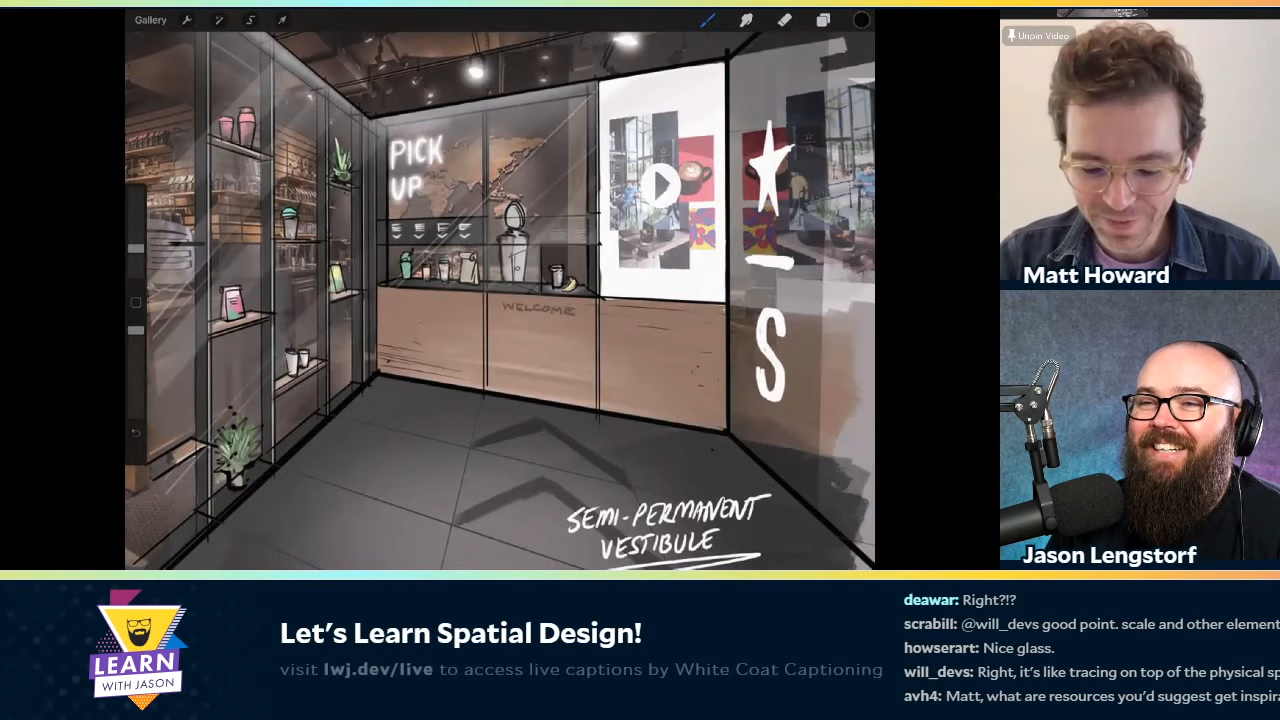 Gallery
Unpin Video
PICK
UP
WELCOME
S
SEMI-PERMANENT
VESTIBULE
Matt Howard
Jason Lengstorf
LEARN
WITH JASON
Let's Learn Spatial Design!
visit lwj.dev/live to access live captions by White Coat Captioning
deawar: Right?!?
scrabill: @will_devs good point. scale and other element
howserart: Nice glass.
will_devs: Right, it's like tracing on top of the physical sp
avh4: Matt, what are resources you'd suggest get inspira